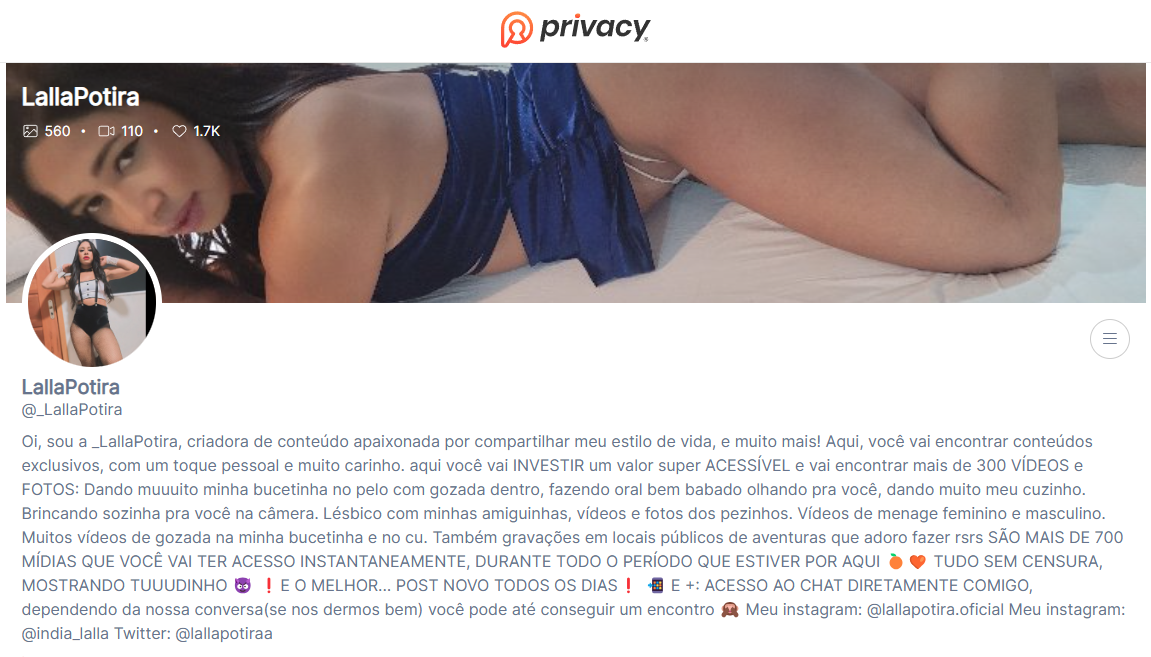 privacy
LallaPotira
560 • 110 • 1.7K
LallaPotira
@_LallaPotira
Oi, sou a _LallaPotira, criadora de conteúdo apaixonada por compartilhar meu estilo de vida, e muito mais! Aqui, você vai encontrar conteúdos
exclusivos, com um toque pessoal e muito carinho. aqui você vai INVESTIR um valor super ACESSÍVEL e vai encontrar mais de 300 VÍDEOS e
FOTOS: Dando muuuito minha bucetinha no pelo com gozada dentro, fazendo oral bem babado olhando pra você, dando muito meu cuzinho.
Brincando sozinha pra você na câmera. Lésbico com minhas amiguinhas, vídeos e fotos dos pezinhos. Vídeos de menage feminino e masculino.
Muitos vídeos de gozada na minha bucetinha e no cu. Também gravações em locais públicos de aventuras que adoro fazer rsrs SÃO MAIS DE 700
MÍDIAS QUE VOCÊ VAI TER ACESSO INSTANTANEAMENTE, DURANTE TODO O PERÍODO QUE ESTIVER POR AQUI 🍑 ❤️ TUDO SEM CENSURA,
MOSTRANDO TUUUDINHO 😈 ❗ E O MELHOR... POST NOVO TODOS OS DIAS❗ 📲 E +: ACESSO AO CHAT DIRETAMENTE COMIGO,
dependendo da nossa conversa(se nos dermos bem) você pode até conseguir um encontro 🙈 Meu instagram: @lallapotira.oficial Meu instagram:
@india_lalla Twitter: @lallapotiraa